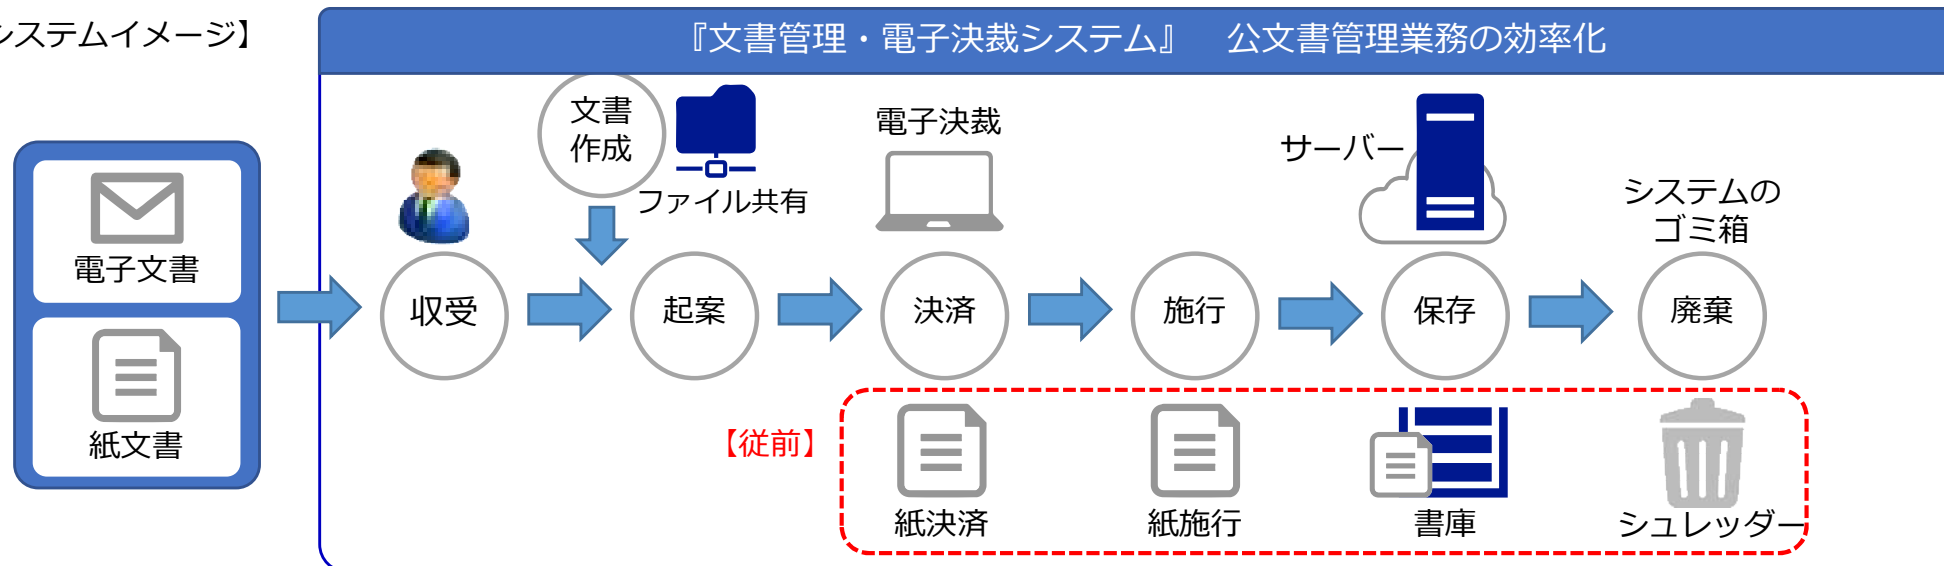 システムイメージ】
『文書管理・電子決裁システム』　公文書管理業務の効率化
電子文書
紙文書
文書
作成
ファイル共有
電子決裁
サーバー
システムの
ゴミ箱
収受
起案
決済
施行
保存
廃棄
【従前】
紙決済
紙施行
書庫
シュレッダー